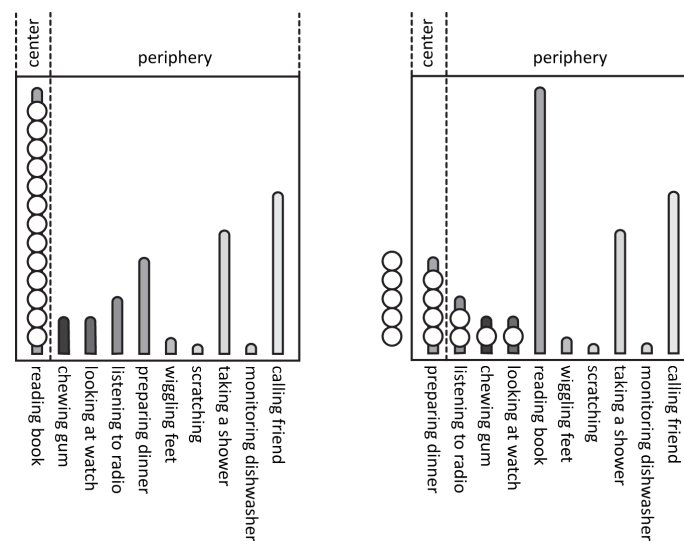 center
periphery
reading book
chewing gum
looking at watch
listening to radio
preparing dinner
wiggling feet
scratching
taking a shower
monitoring dishwasher
calling friend
center
periphery
preparing dinner
listening to radio
chewing gum
looking at watch
reading book
wiggling feet
scratching
taking a shower
monitoring dishwasher
calling friend